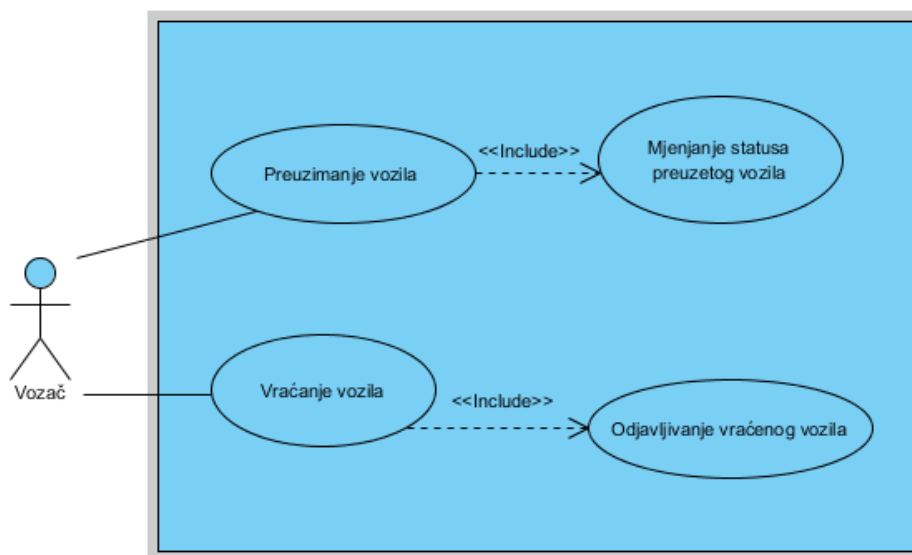 Preuzimanje vozila
<<Include>>
Mjenjanje statusa
preuzetog vozila
Vozač
Vraćanje vozila
<<Include>>
Odjavljivanje vraćenog vozila